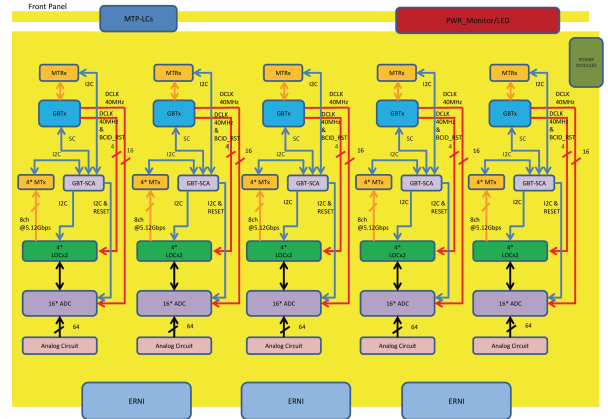 Front Panel
MTP-LCs
PWR_Monitor/LED
POWER
MODULES
MTRx
I2C
DCLK
40MHz
GBTx
DCLK
40MHz
&
BCID_RST
SC
I2C
4
16
4* MTx
GBT-SCA
I2C
I2C &
RESET
8ch
@5.12Gbps
4*
LOCx2
16* ADC
64
Analog Circuit
MTRx
I2C
DCLK
40MHz
GBTx
DCLK
40MHz
&
BCID_RST
SC
I2C
4
16
4* MTx
GBT-SCA
I2C
I2C &
RESET
8ch
@5.12Gbps
4*
LOCx2
16* ADC
64
Analog Circuit
MTRx
I2C
DCLK
40MHz
GBTx
DCLK
40MHz
&
BCID_RST
SC
I2C
4
16
4* MTx
GBT-SCA
I2C
I2C &
RESET
8ch
@5.12Gbps
4*
LOCx2
16* ADC
64
Analog Circuit
MTRx
I2C
DCLK
40MHz
GBTx
DCLK
40MHz
&
BCID_RST
SC
I2C
4
16
4* MTx
GBT-SCA
I2C
I2C &
RESET
8ch
@5.12Gbps
4*
LOCx2
16* ADC
64
Analog Circuit
MTRx
I2C
DCLK
40MHz
GBTx
DCLK
40MHz
&
BCID_RST
SC
I2C
4
16
4* MTx
GBT-SCA
I2C
I2C &
RESET
8ch
@5.12Gbps
4*
LOCx2
16* ADC
64
Analog Circuit
ERNI
ERNI
ERNI